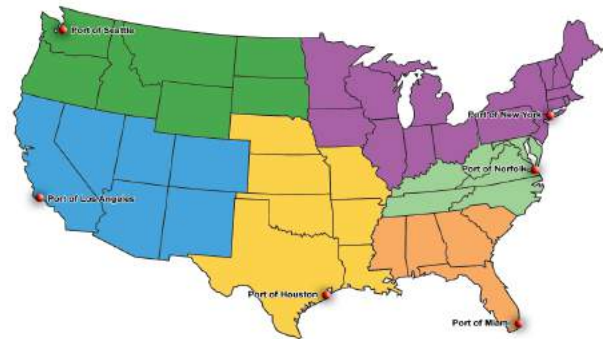 Port of Seattle
Port of New York
Port of Norfolk
Port of Los Angeles
Port of Houston
Port of Miami